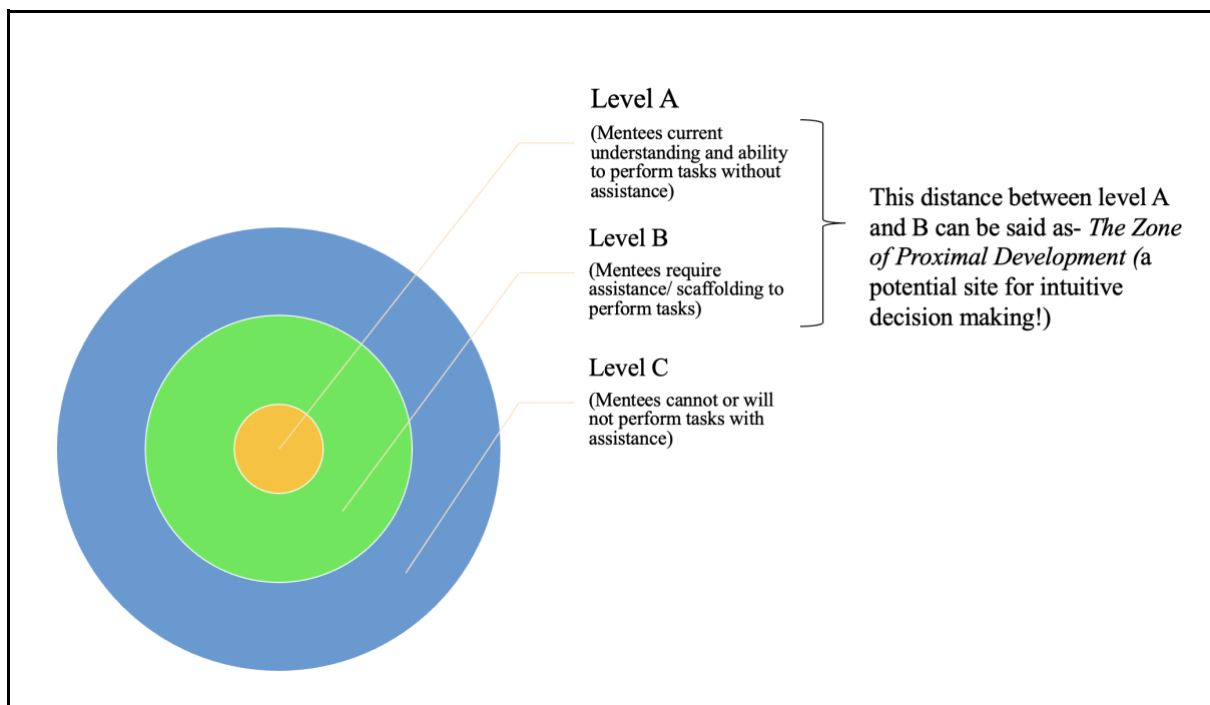 Level A
(Mentees current
understanding and ability
to perform tasks without
assistance)
Level B
(Mentees require
assistance/ scaffolding to
perform tasks)
Level C
(Mentees cannot or will
not perform tasks with
assistance)
This distance between level A
and B can be said as- The Zone
of Proximal Development (a
potential site for intuitive
decision making!)